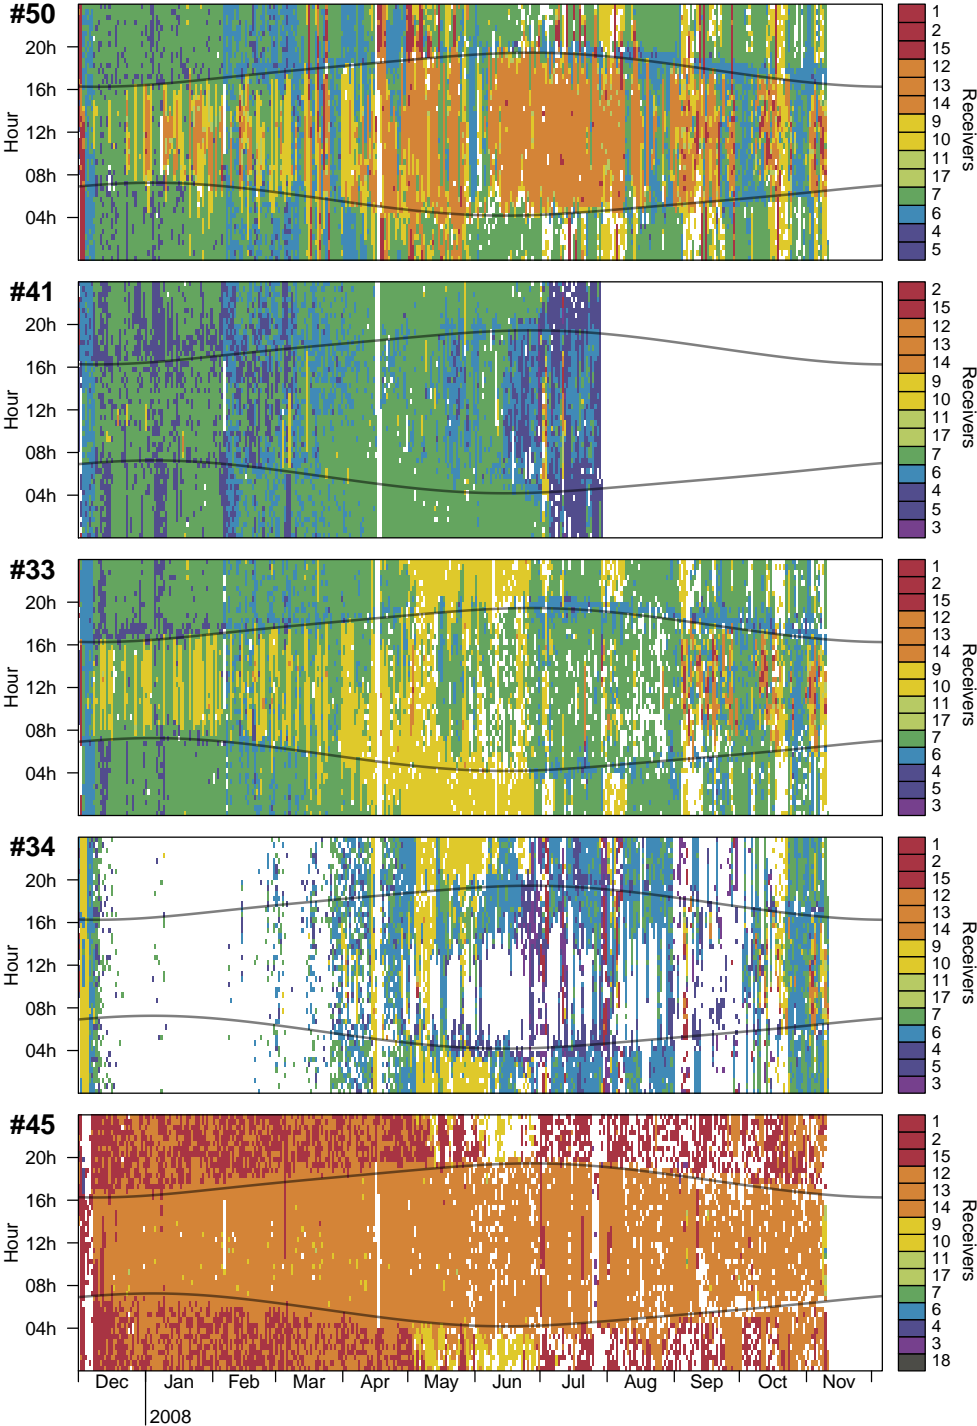 #50
20h
16h
12h
08h
04h
Hour
1
2
15
12
13
14
9
10
11
17
7
6
4
5
Receivers
#41
20h
16h
12h
08h
04h
Hour
2
15
12
13
14
9
10
11
17
7
6
4
5
3
Receivers
#33
20h
16h
12h
08h
04h
Hour
1
2
15
12
13
14
9
10
11
17
7
6
4
5
3
Receivers
#34
20h
16h
12h
08h
04h
Hour
1
2
15
12
13
14
9
10
11
17
7
6
4
5
3
Receivers
#45
20h
16h
12h
08h
04h
Hour
1
2
15
12
13
14
9
10
11
17
7
6
4
3
18
Receivers
Dec Jan Feb Mar Apr May Jun Jul Aug Sep Oct Nov
2008